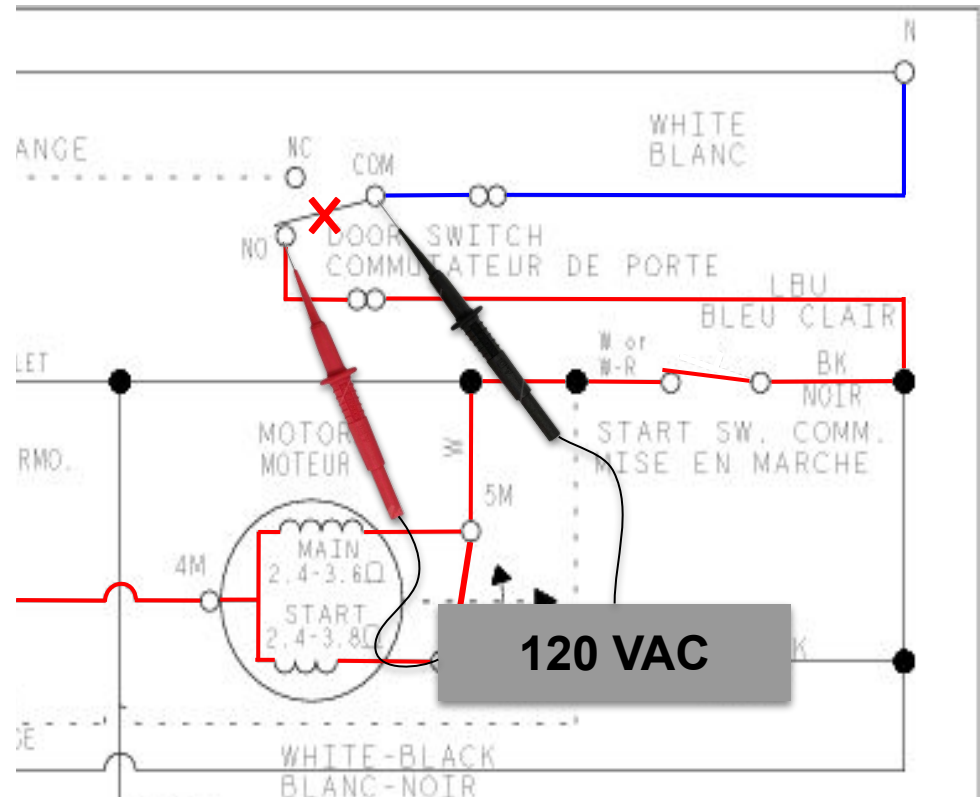 N
WHITE
BLANC
ANGE
NC
COM
NO
DOOR SWITCH
COMMUTATEUR DE PORTE
LBU
BLEU CLAIR
LET
W or
W-R
BK
NOIR
MOTOR
MOTEUR
W
START SW. COMM.
MISE EN MARCHE
RMO.
5M
4M
MAIN
2.4-3.6Ω
START
2.4-3.8Ω
120 VAC
K
GE
WHITE-BLACK
BLANC-NOIR